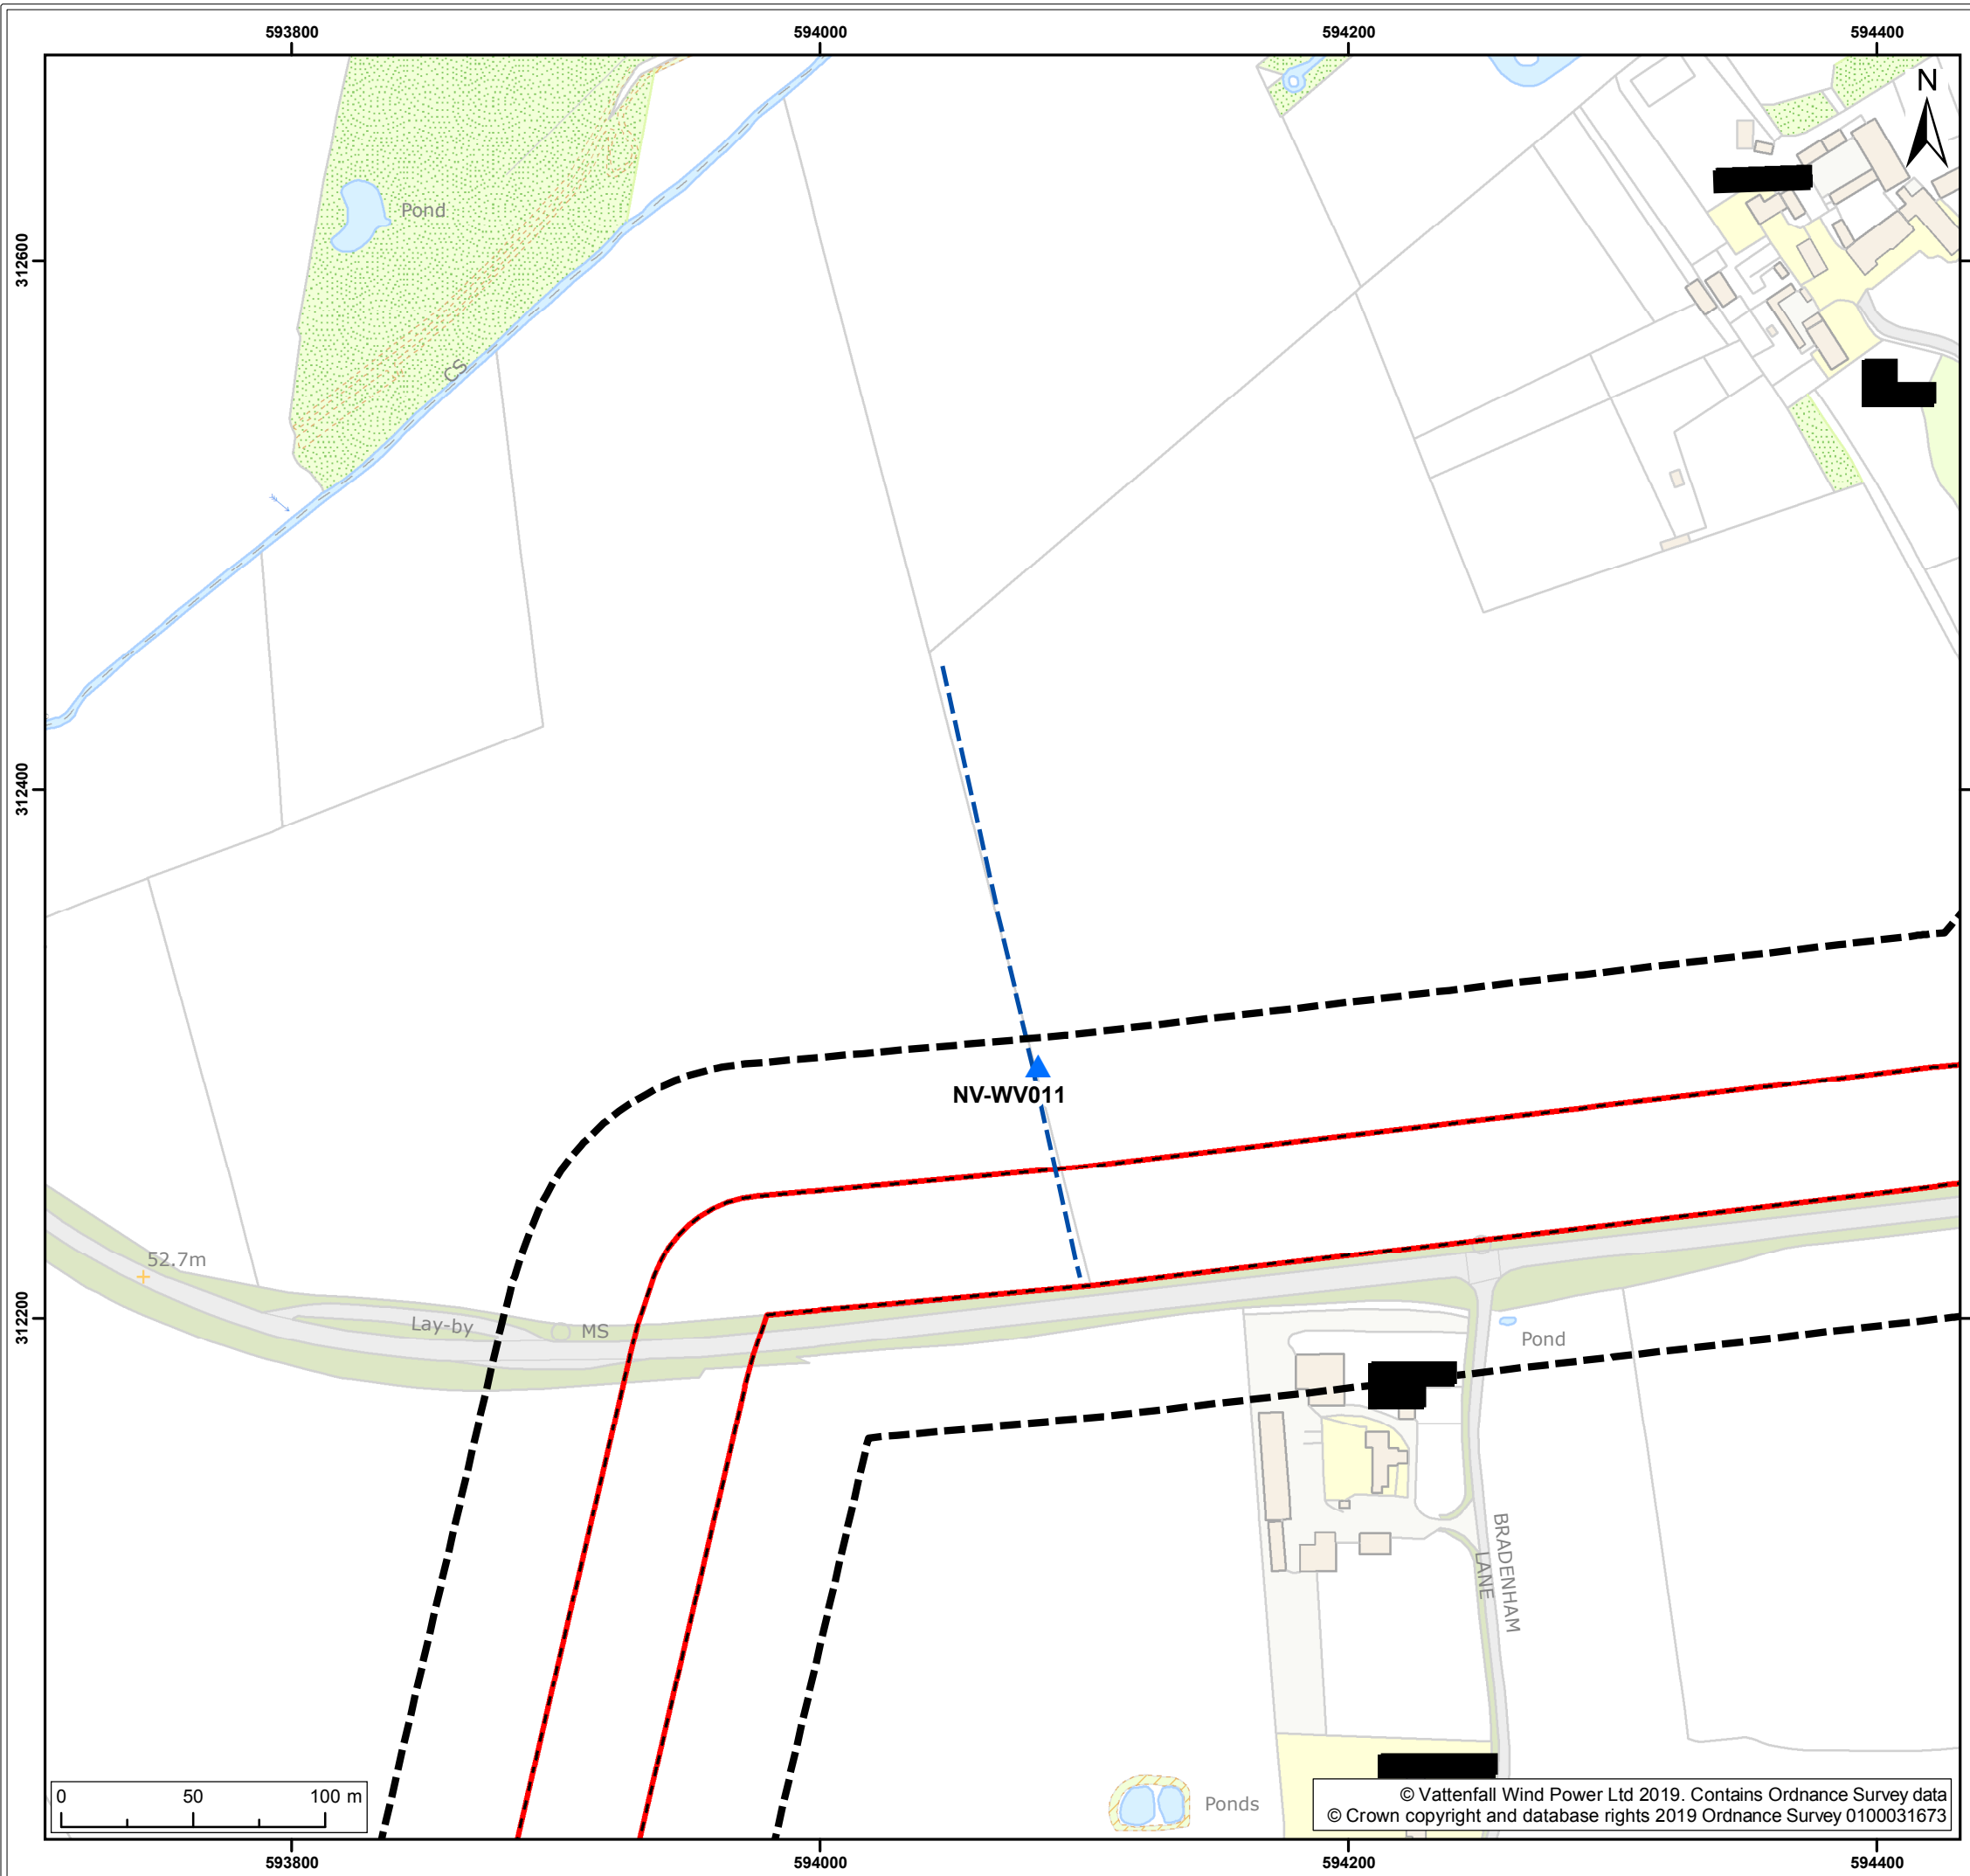 593800
594000
594200
594400
N
312600
Pond
CS
312400
NV-WV011
52.7m
Lay-by
MS
312200
Pond
BRADENHAM
LANE
0
50
100 m
Ponds
© Vattenfall Wind Power Ltd 2019. Contains Ordnance Survey data
© Crown copyright and database rights 2019 Ordnance Survey 0100031673
593800
594000
594200
594400